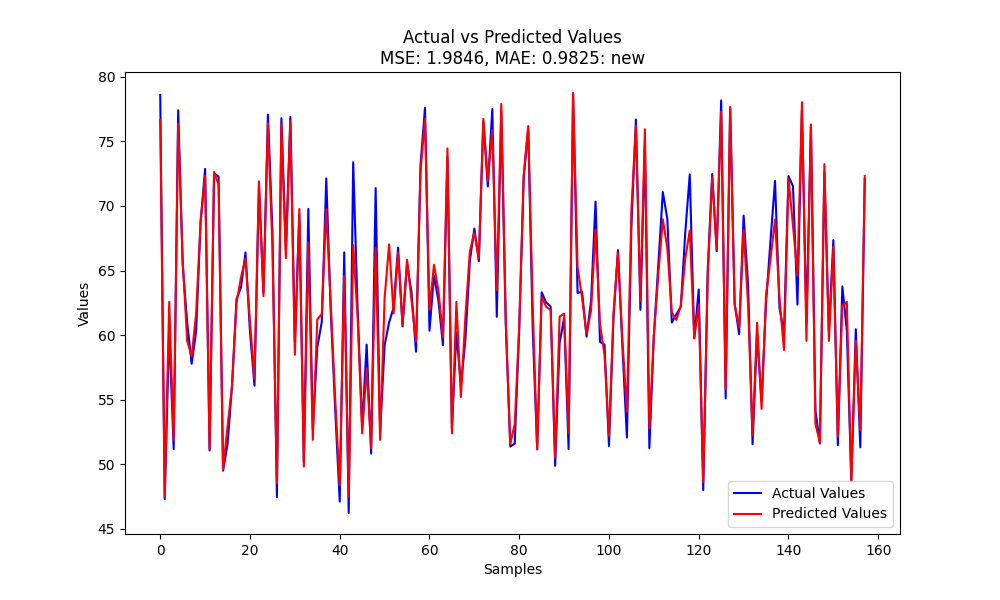 Actual vs Predicted Values
MSE: 1.9846, MAE: 0.9825: new
80
75
70
65
60
55
50
45
Values
0 20 40 60 80 100 120 140 160
Samples
Actual Values
Predicted Values